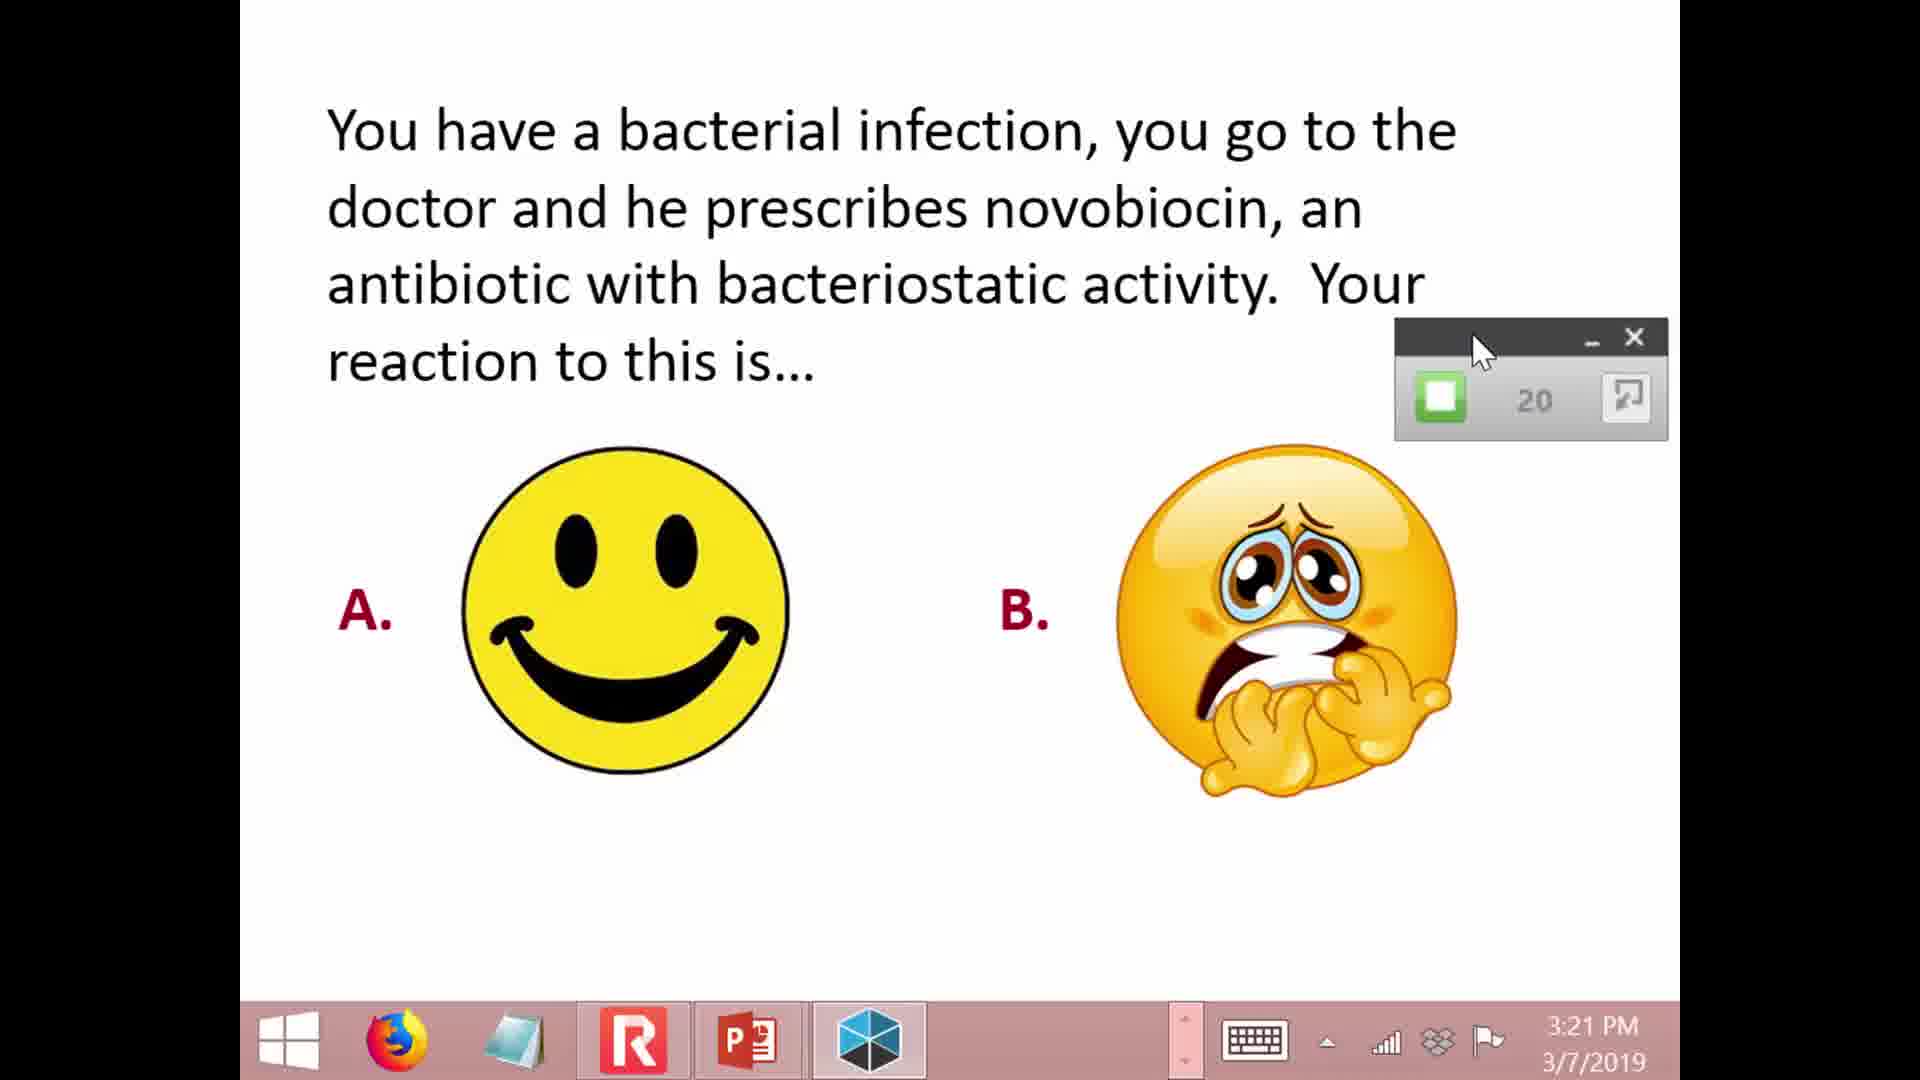 You have a bacterial infection, you go to the
doctor and he prescribes novobiocin, an
antibiotic with bacteriostatic activity.  Your
reaction to this is...
20
A.
B.
R
P
3:21 PM
3/7/2019